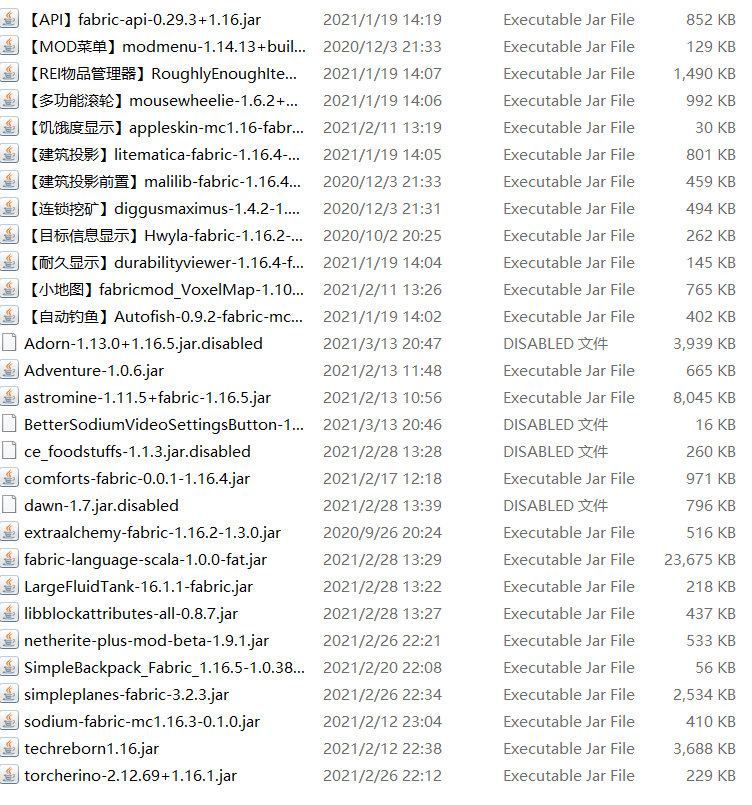 【API】fabric-api-0.29.3+1.16.jar 2021/1/19 14:19 Executable Jar File 852 KB
【MOD菜单】modmenu-1.14.13+buil... 2020/12/3 21:33 Executable Jar File 129 KB
【REI物品管理器】RoughlyEnoughIte... 2021/1/19 14:07 Executable Jar File 1,490 KB
【多功能滚轮】mousewheelie-1.6.2+... 2021/1/19 14:06 Executable Jar File 992 KB
【饥饿度显示】appleskin-mc1.16-fabr... 2021/2/11 13:19 Executable Jar File 30 KB
【建筑投影】litematica-fabric-1.16.4-... 2021/1/19 14:05 Executable Jar File 801 KB
【建筑投影前置】malilib-fabric-1.16.4... 2020/12/3 21:33 Executable Jar File 459 KB
【连锁挖矿】diggusmaximus-1.4.2-1.... 2020/12/3 21:31 Executable Jar File 494 KB
【目标信息显示】Hwyla-fabric-1.16.2-... 2020/10/2 20:25 Executable Jar File 262 KB
【耐久显示】durabilityviewer-1.16.4-f... 2021/1/19 14:04 Executable Jar File 145 KB
【小地图】fabricmod_VoxelMap-1.10... 2021/2/11 13:26 Executable Jar File 765 KB
【自动钓鱼】Autofish-0.9.2-fabric-mc... 2021/1/19 14:02 Executable Jar File 402 KB
Adorn-1.13.0+1.16.5.jar.disabled 2021/3/13 20:47 DISABLED 文件 3,939 KB
Adventure-1.0.6.jar 2021/2/13 11:48 Executable Jar File 665 KB
astromine-1.11.5+fabric-1.16.5.jar 2021/2/13 10:56 Executable Jar File 8,045 KB
BetterSodiumVideoSettingsButton-1... 2021/3/13 20:46 DISABLED 文件 16 KB
ce_foodstuffs-1.1.3.jar.disabled 2021/2/28 13:28 DISABLED 文件 260 KB
comforts-fabric-0.0.1-1.16.4.jar 2021/2/17 12:18 Executable Jar File 971 KB
dawn-1.7.jar.disabled 2021/2/28 13:39 DISABLED 文件 796 KB
extraalchemy-fabric-1.16.2-1.3.0.jar 2020/9/26 20:24 Executable Jar File 516 KB
fabric-language-scala-1.0.0-fat.jar 2021/2/28 13:29 Executable Jar File 23,675 KB
LargeFluidTank-16.1.1-fabric.jar 2021/2/28 13:22 Executable Jar File 218 KB
libblockattributes-all-0.8.7.jar 2021/2/28 13:27 Executable Jar File 437 KB
netherite-plus-mod-beta-1.9.1.jar 2021/2/26 22:21 Executable Jar File 533 KB
SimpleBackpack_Fabric_1.16.5-1.0.38... 2021/2/20 22:08 Executable Jar File 56 KB
simpleplanes-fabric-3.2.3.jar 2021/2/26 22:34 Executable Jar File 2,534 KB
sodium-fabric-mc1.16.3-0.1.0.jar 2021/2/12 23:04 Executable Jar File 410 KB
techreborn1.16.jar 2021/2/12 22:38 Executable Jar File 3,688 KB
torcherino-2.12.69+1.16.1.jar 2021/2/26 22:12 Executable Jar File 229 KB